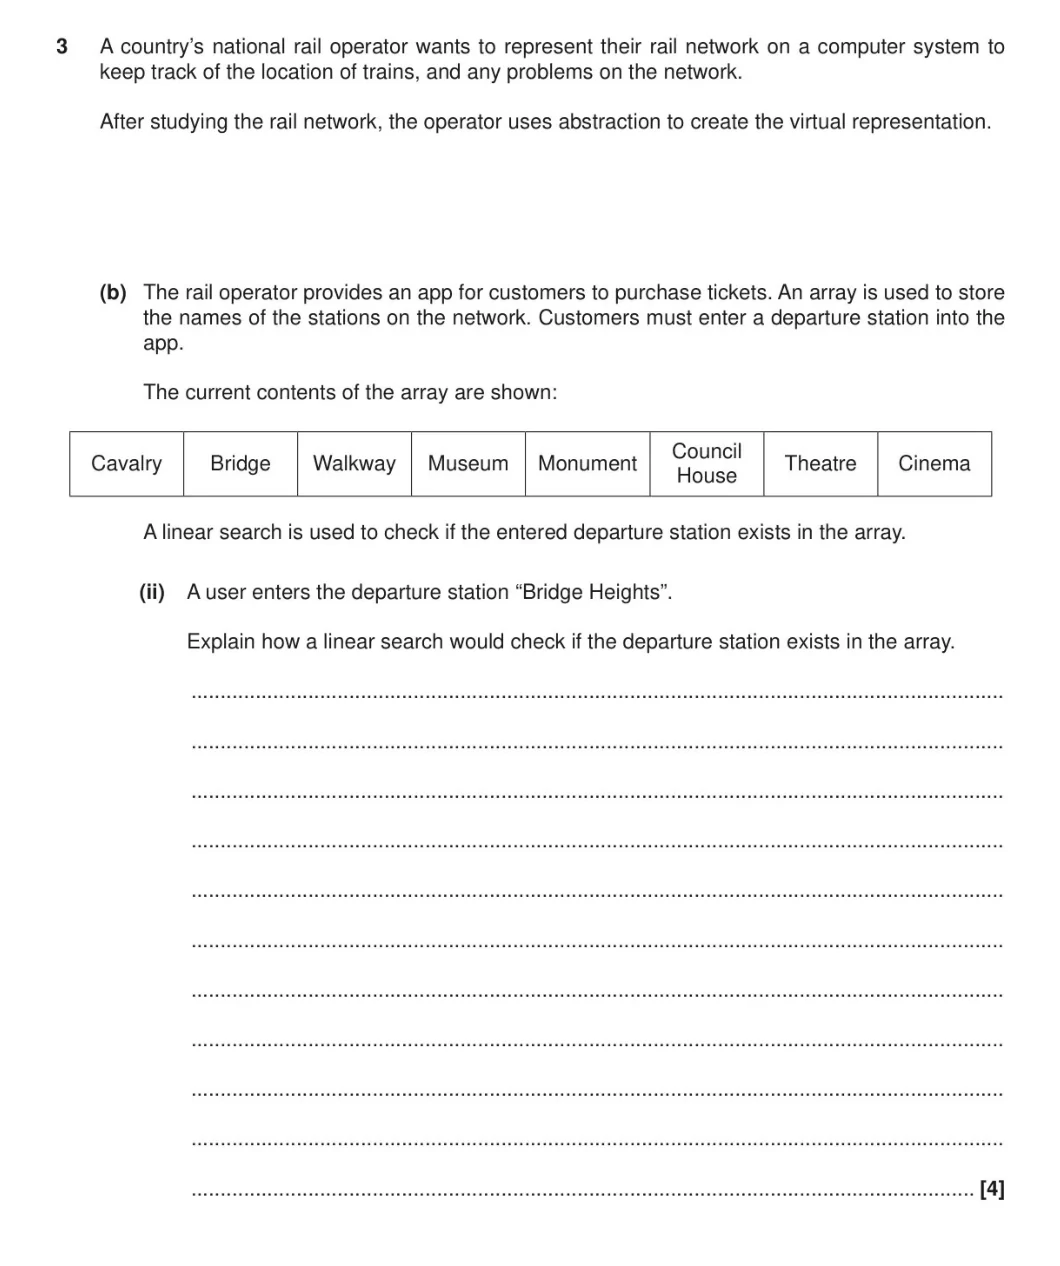 3 A country's national rail operator wants to represent their rail network on a computer system to
keep track of the location of trains, and any problems on the network.
After studying the rail network, the operator uses abstraction to create the virtual representation.
(b) The rail operator provides an app for customers to purchase tickets. An array is used to store
the names of the stations on the network. Customers must enter a departure station into the
app.
The current contents of the array are shown:
Cavalry Bridge Walkway Museum Monument Council House Theatre Cinema
A linear search is used to check if the entered departure station exists in the array.
(ii) A user enters the departure station “Bridge Heights”.
Explain how a linear search would check if the departure station exists in the array.
[4]